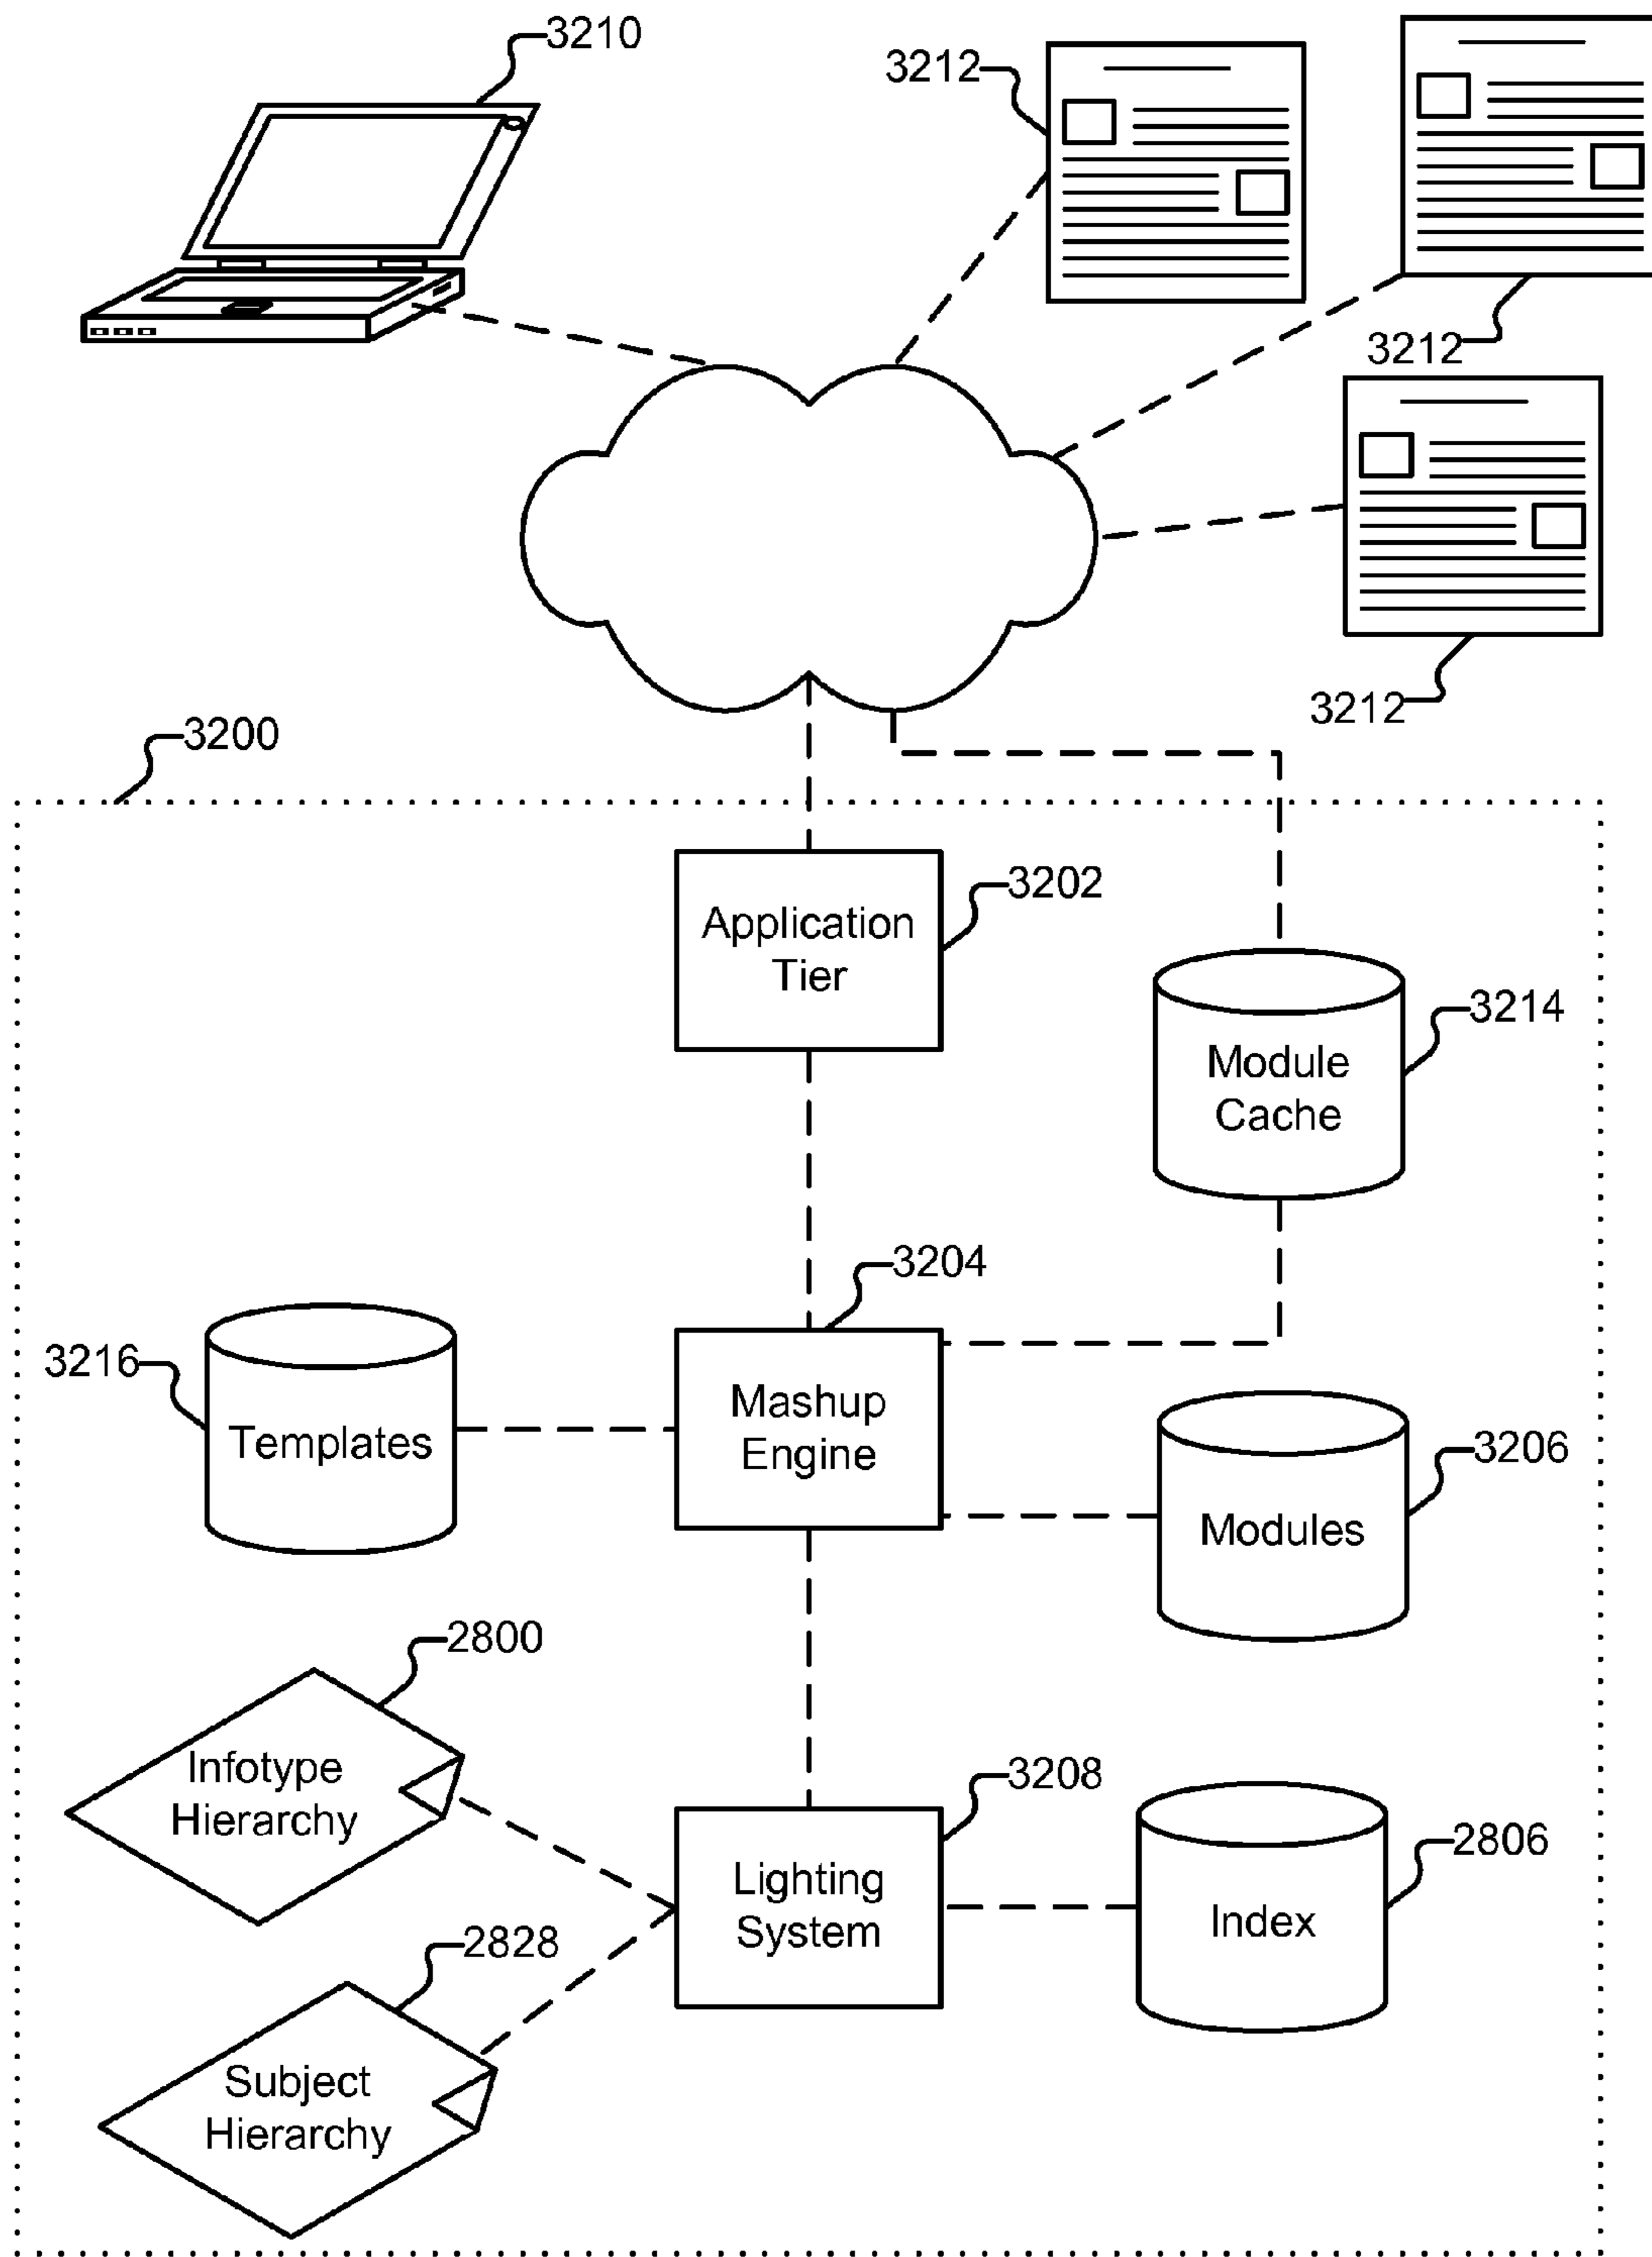 3210
3212
3212
3212
3200
Application
Tier
3202
Module
Cache
3214
3204
3216
Templates
Mashup
Engine
3206
Modules
2800
Infotype
Hierarchy
3208
Lighting
System
2806
Index
2828
Subject
Hierarchy